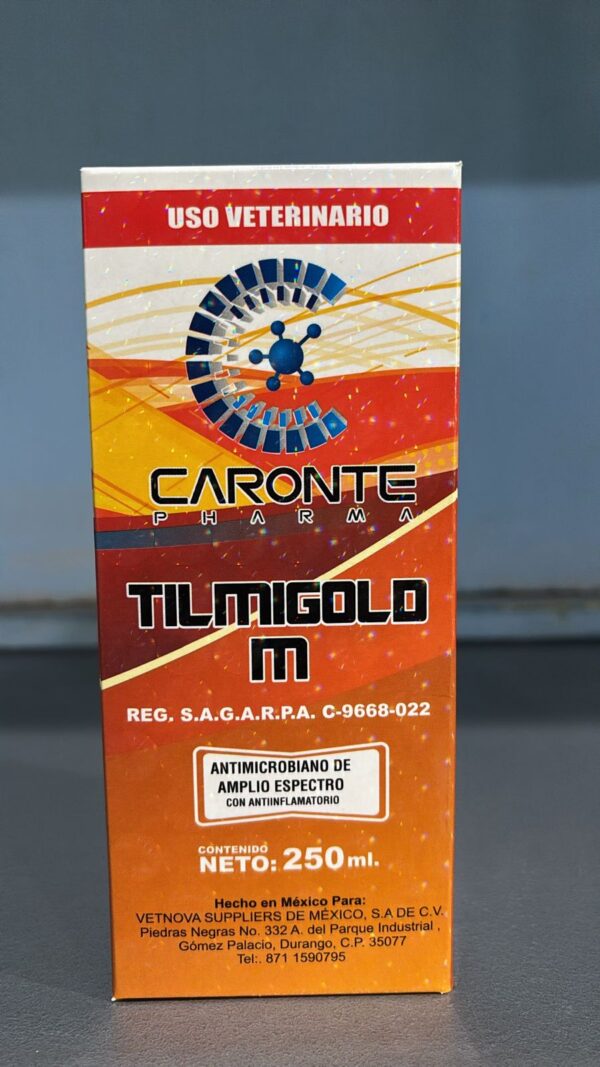 USO VETERINARIO
CARONTE
PHARMA
TILMIGOLD
M
REG. S.A.G.A.R.P.A. C-9668-022
ANTIMICROBIANO DE
AMPLIO ESPECTRO
CON ANTIINFLAMATORIO
CONTENIDO
NETO: 250 ml.
Hecho en México Para:
VETNOVA SUPPLIERS DE MÉXICO, S.A DE C.V.
Piedras Negras No. 332 A. del Parque Industrial ,
Gómez Palacio, Durango, C.P. 35077
Tel:. 871 1590795